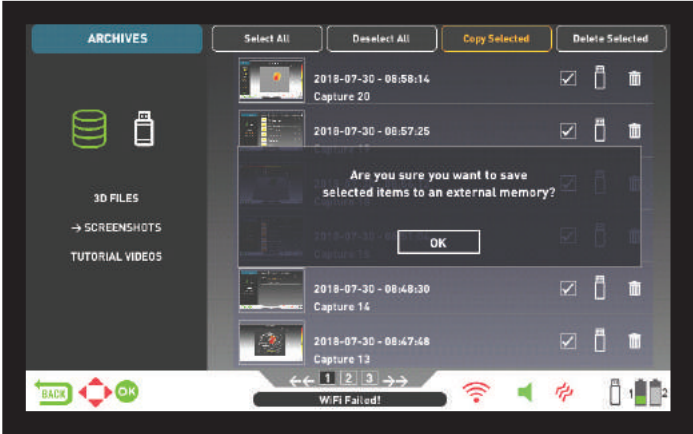 ARCHIVES
Select All
Deselect All
Copy Selected
Delete Selected
2018-07-30 - 08:58:14
Capture 20
2018-07-30 - 08:57:25
Are you sure you want to save
selected items to an external memory?
OK
3D FILES
→ SCREENSHOTS
TUTORIAL VIDEOS
2018-07-30 - 08:48:30
Capture 14
2018-07-30 - 08:47:48
Capture 13
BACK
OK
←← 1 2 3 →→
WiFi Failed!
1
2